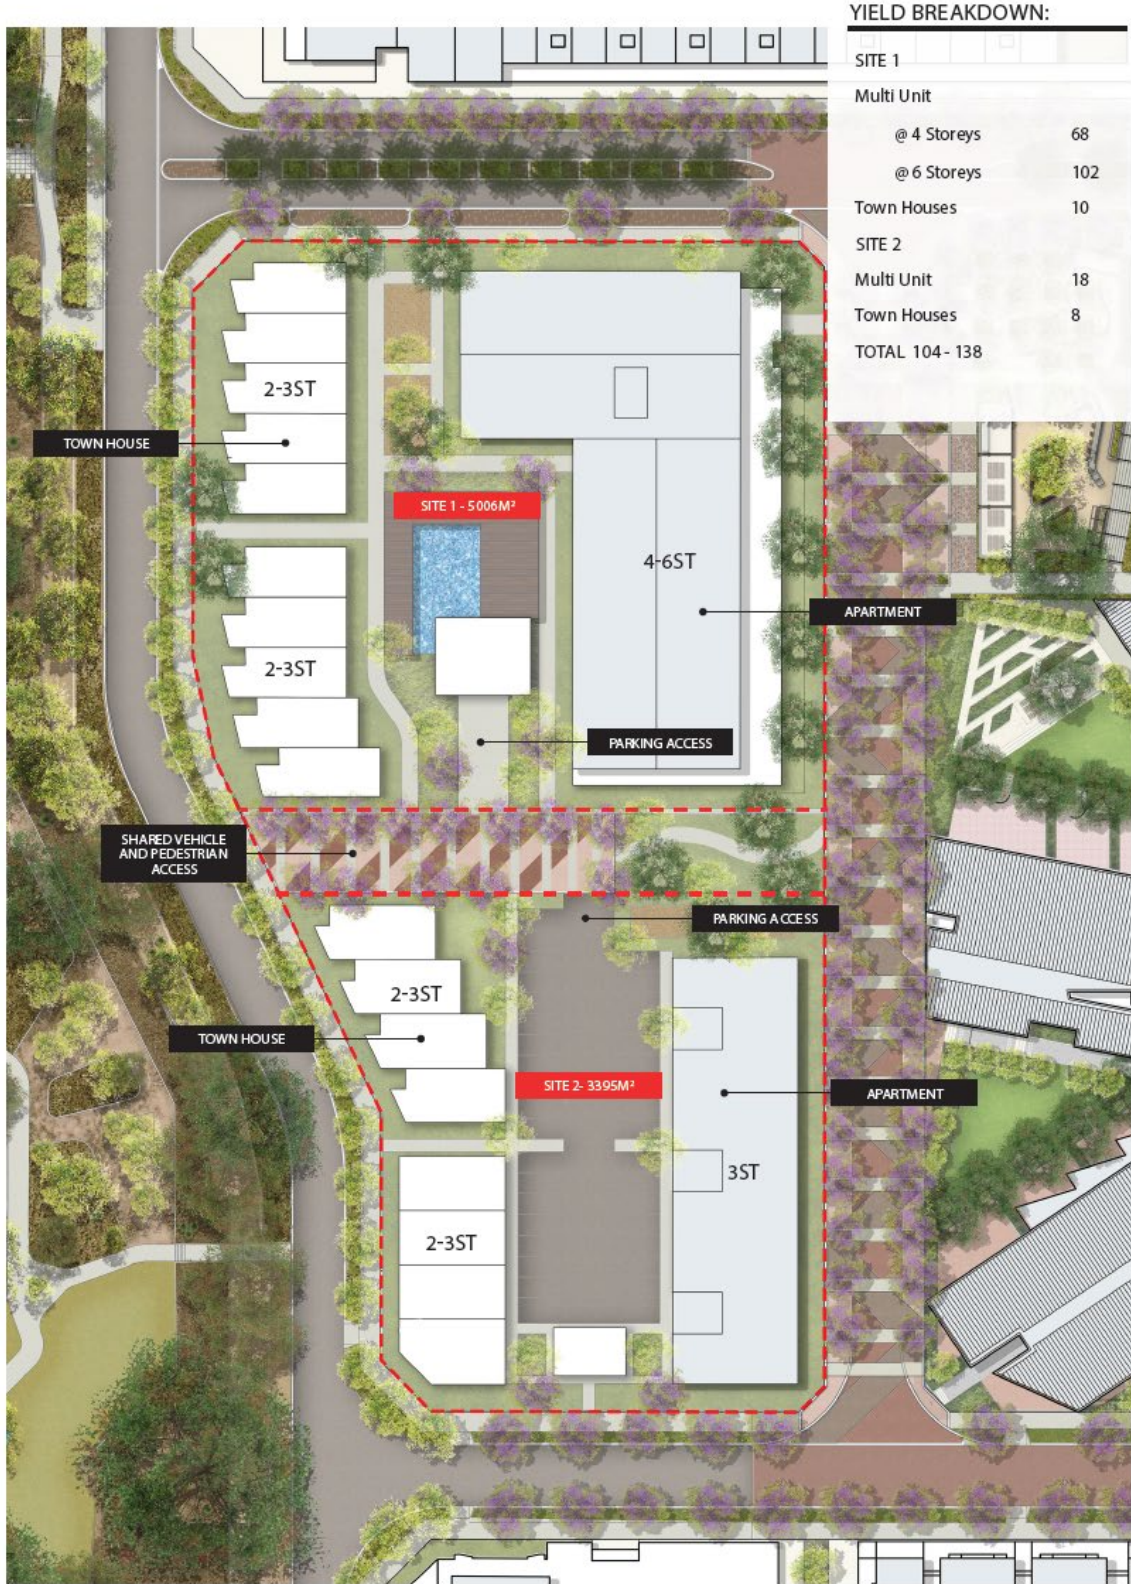 YIELD BREAKDOWN:
SITE 1
Multi Unit
@ 4 Storeys 68
@ 6 Storeys 102
Town Houses 10
SITE 2
Multi Unit 18
Town Houses 8
TOTAL 104 - 138
2-3ST
TOWN HOUSE
SITE 1 - 5006M²
4-6ST
APARTMENT
2-3ST
PARKING ACCESS
SHARED VEHICLE
AND PEDESTRIAN
ACCESS
PARKING ACCESS
2-3ST
TOWN HOUSE
SITE 2- 3395M²
APARTMENT
3ST
2-3ST